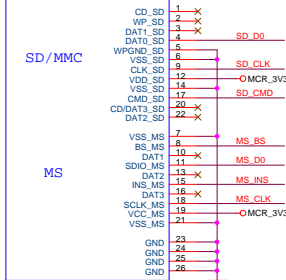 CD_SD 1
WP_SD 2
DAT1_SD 3
DAT0_SD 4 SD_D0
WPGND_SD 5
SD/MMC VSS_SD 6
CLK_SD 9 SD_CLK
VDD_SD 12 MCR_3V3
VSS_SD 14
CMD_SD 17 SD_CMD
CD/DAT3_SD 20
DAT2_SD 22
VSS_MS 7
BS_MS 8 MS_BS
DAT1 10
SDIO_MS 11 MS_D0
MS DAT2 13
INS_MS 15 MS_INS
DAT3 16
SCLK_MS 18 MS_CLK
VCC_MS 19 MCR_3V3
VSS_MS 21
GND 23
GND 24
GND 25
GND 26